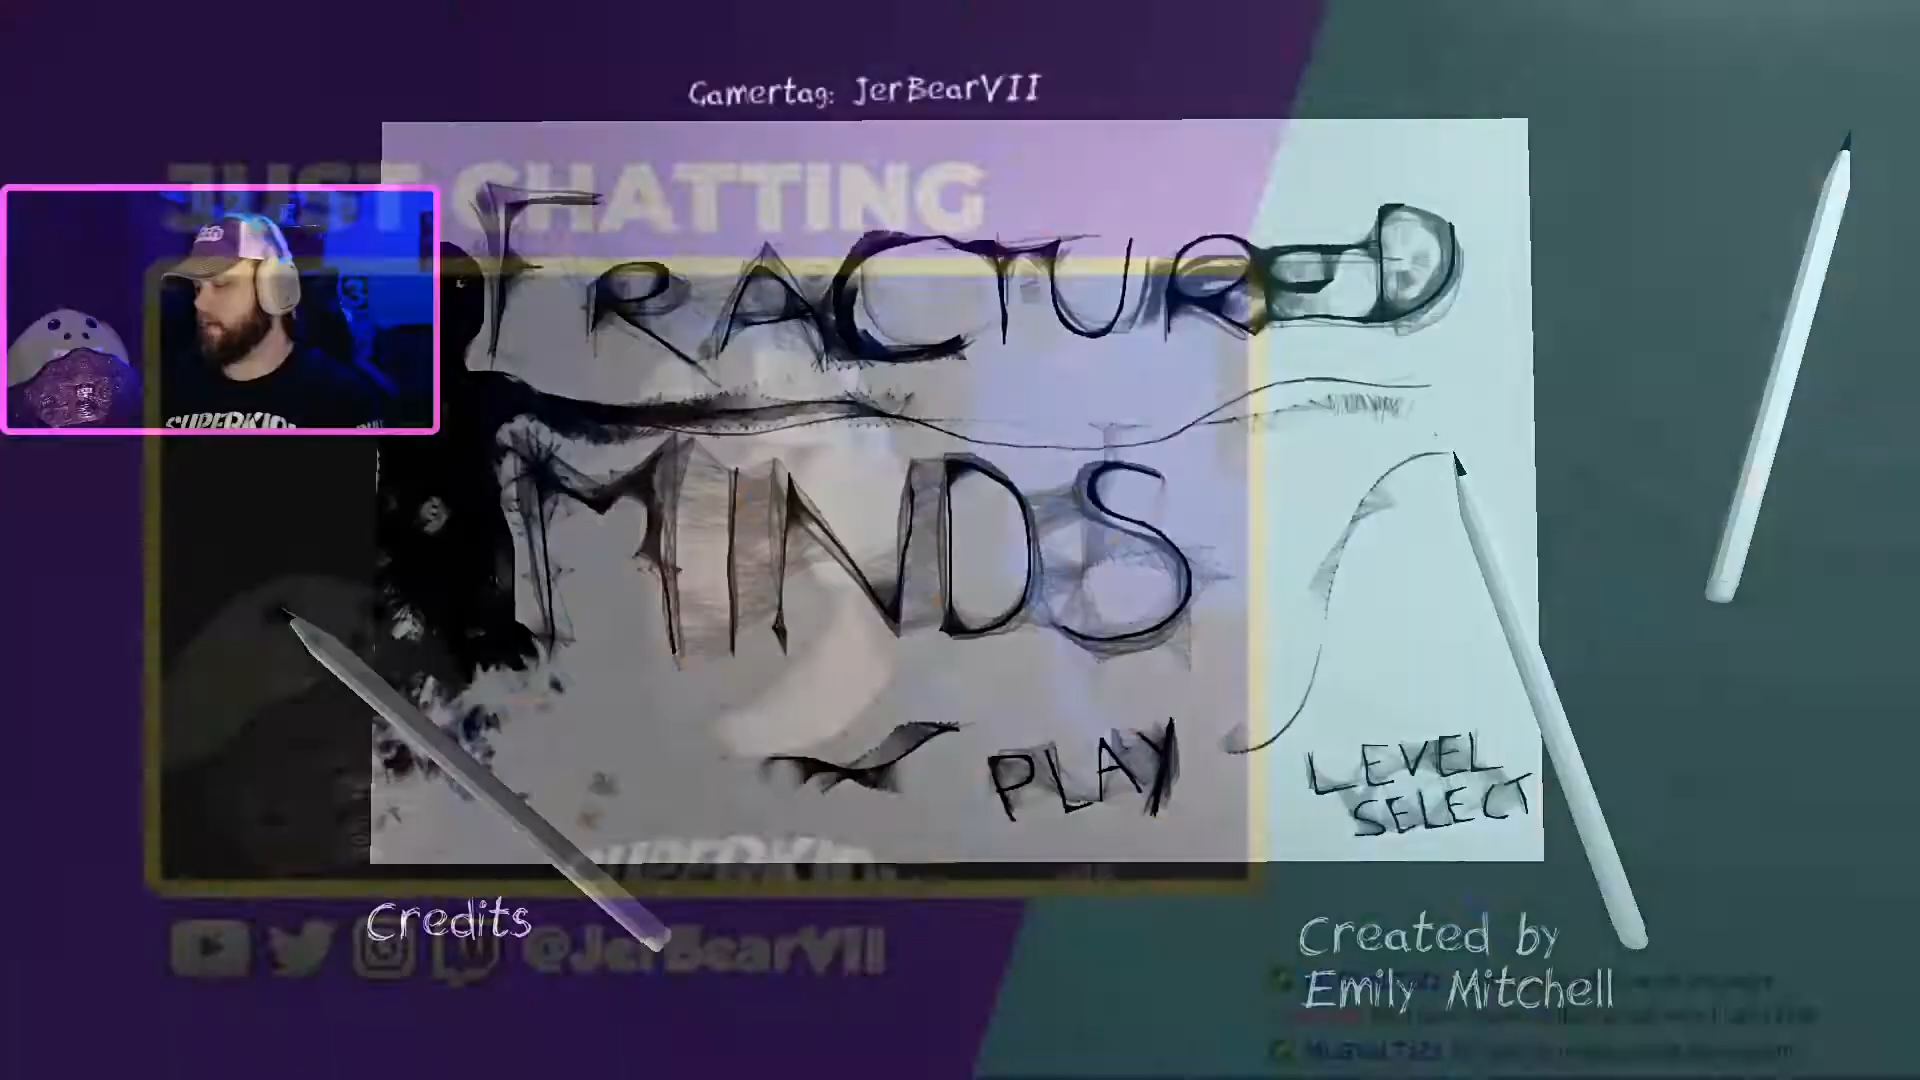 Gamertag: JerBearVII
JUST CHATTING
FRACTURED
MINDS
PLAY
LEVEL
SELECT
Credits
@JerBearVII
Created by
Emily Mitchell